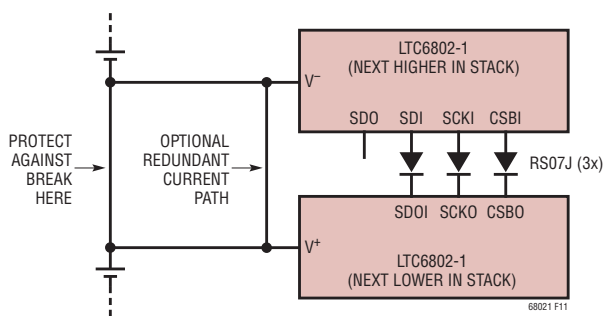 LTC6802-1
(NEXT HIGHER IN STACK)
V–
SDO SDI SCKI CSBI
PROTECT
AGAINST
BREAK
HERE
OPTIONAL
REDUNDANT
CURRENT
PATH
RS07J (3x)
SDOI SCKO CSBO
V+
LTC6802-1
(NEXT LOWER IN STACK)
68021 F11